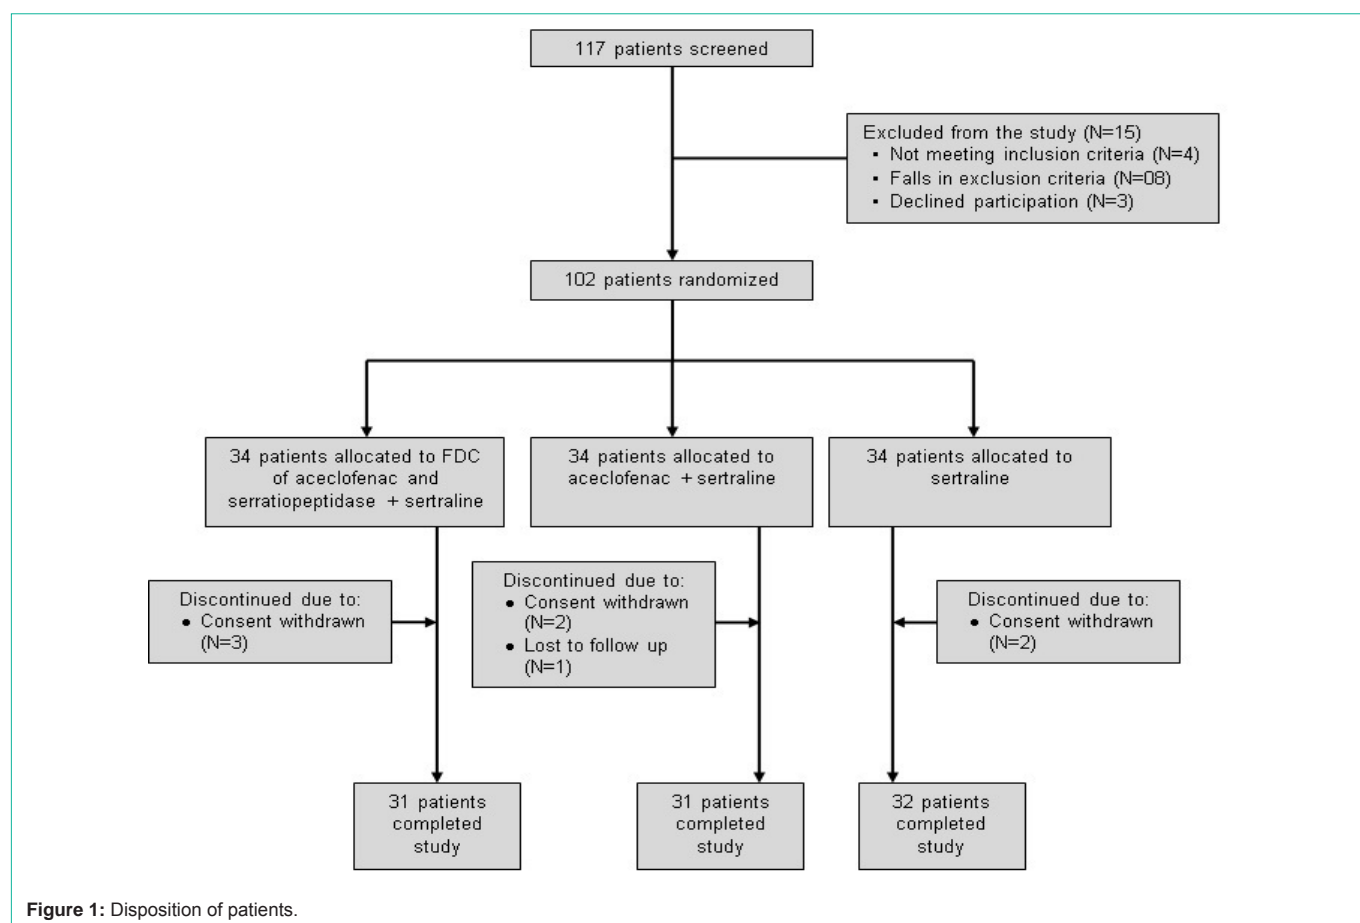 117 patients screened
Excluded from the study (N=15)
▪ Not meeting inclusion criteria (N=4)
▪ Falls in exclusion criteria (N=08)
▪ Declined participation (N=3)
102 patients randomized
34 patients allocated to FDC
of aceclofenac and
serratiopeptidase + sertraline
34 patients allocated to
aceclofenac + sertraline
34 patients allocated to
sertraline
Discontinued due to:
● Consent withdrawn
(N=3)
Discontinued due to:
● Consent withdrawn
(N=2)
● Lost to follow up
(N=1)
Discontinued due to:
● Consent withdrawn
(N=2)
31 patients
completed
study
31 patients
completed
study
32 patients
completed
study
Figure 1: Disposition of patients.